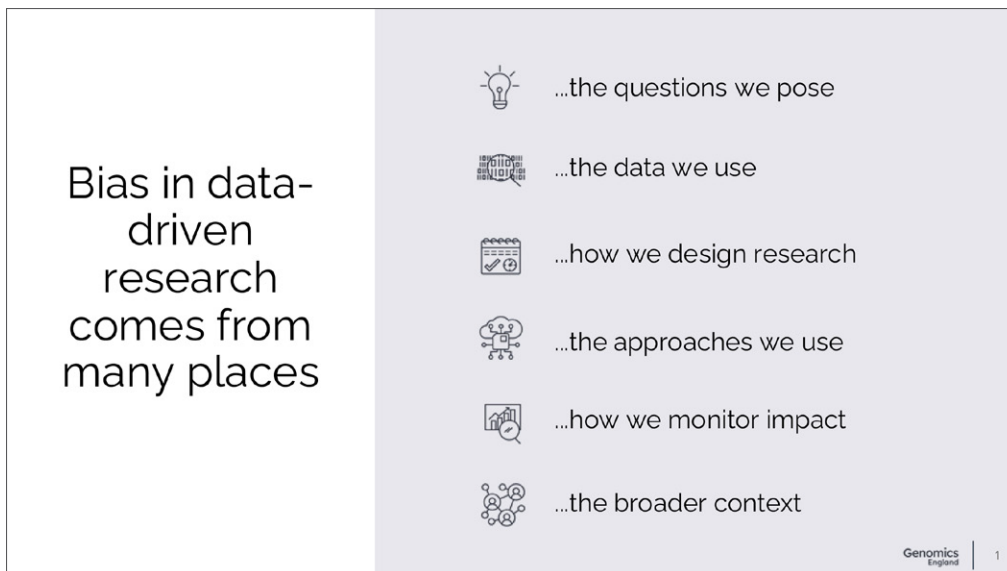 Bias in data-
driven
research
comes from
many places
...the questions we pose
...the data we use
...how we design research
...the approaches we use
...how we monitor impact
...the broader context
Genomics
England
1